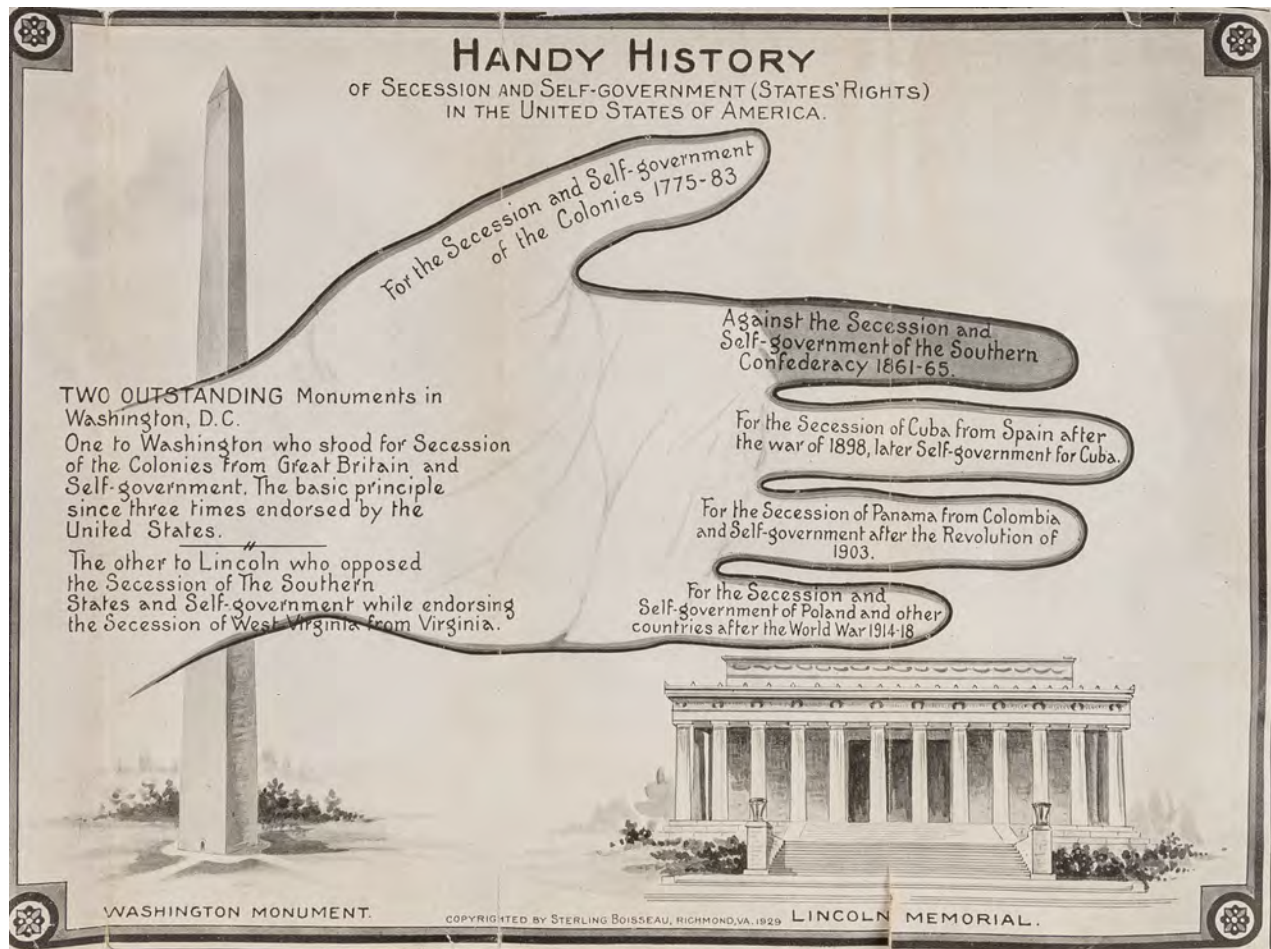 HANDY HISTORY
OF SECESSION AND SELF-GOVERNMENT (STATES' RIGHTS)
IN THE UNITED STATES OF AMERICA.
For the Secession and Self-government
of the Colonies 1775-83
Against the Secession and
Self-government of the Southern
Confederacy 1861-65.
For the Secession of Cuba from Spain after
the war of 1898, later Self-government for Cuba.
For the Secession of Panama from Colombia
and Self-government after the Revolution of
1903.
For the Secession and
Self-government of Poland and other
countries after the World War 1914-18
TWO OUTSTANDING Monuments in
Washington, D.C.
One to Washington who stood for Secession
of the Colonies from Great Britain and
Self-government. The basic principle
since three times endorsed by the
United States.
The other to Lincoln who opposed
the Secession of The Southern
States and Self-government while endorsing
the Secession of West Virginia from Virginia.
WASHINGTON MONUMENT.
COPYRIGHTED BY STERLING BOISSEAU, RICHMOND, VA. 1929
LINCOLN MEMORIAL.